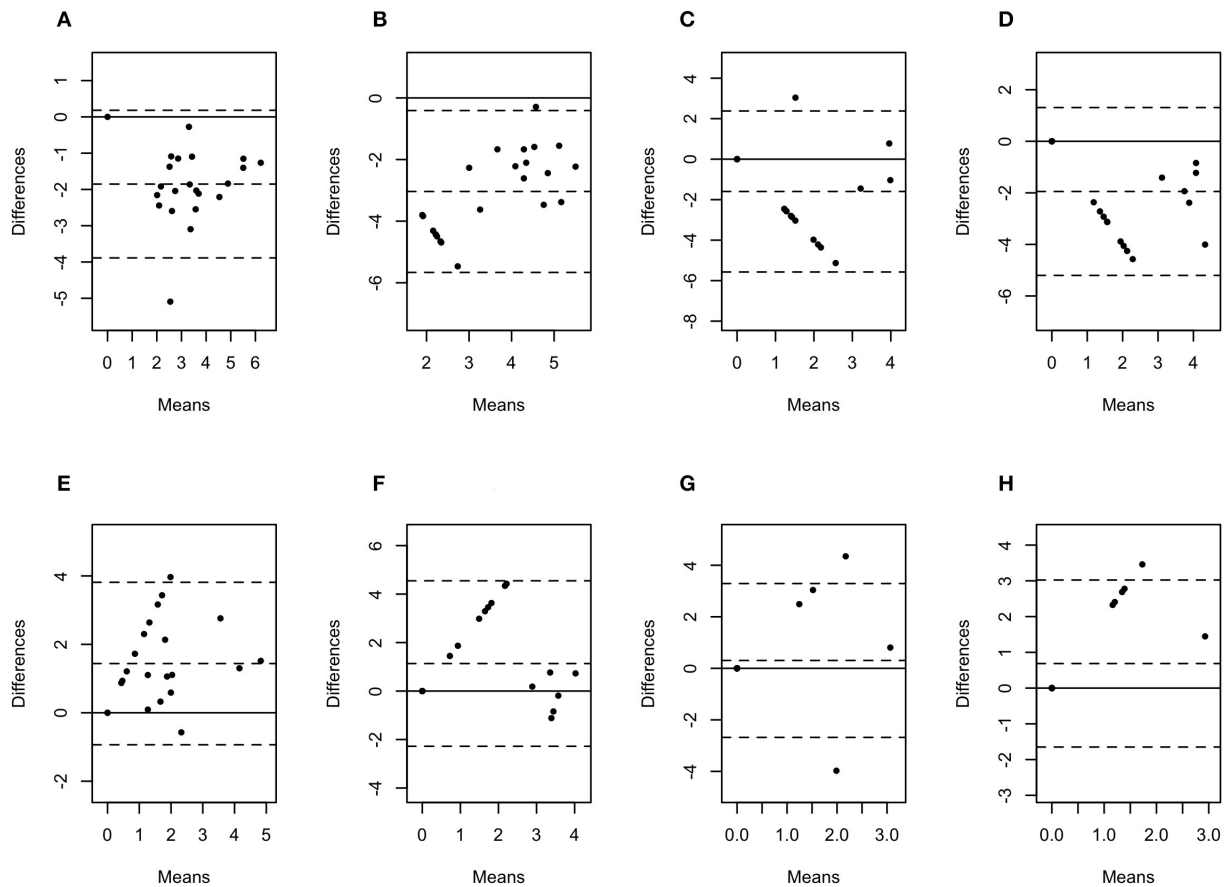 A B C D
1 0 -1 -2 -3 -4 -5
Differences
0 1 2 3 4 5 6
Means
0 -2 -4 -6
Differences
2 3 4 5
Means
4 2 0 -2 -4 -6 -8
Differences
0 1 2 3 4
Means
2 0 -2 -4 -6
Differences
0 1 2 3 4
Means
E F G H
4 2 0 -2
Differences
0 1 2 3 4 5
Means
6 4 2 0 -2 -4
Differences
0 1 2 3 4
Means
4 2 0 -2 -4
Differences
0.0 1.0 2.0 3.0
Means
4 3 2 1 0 -1 -2 -3
Differences
0.0 1.0 2.0 3.0
Means